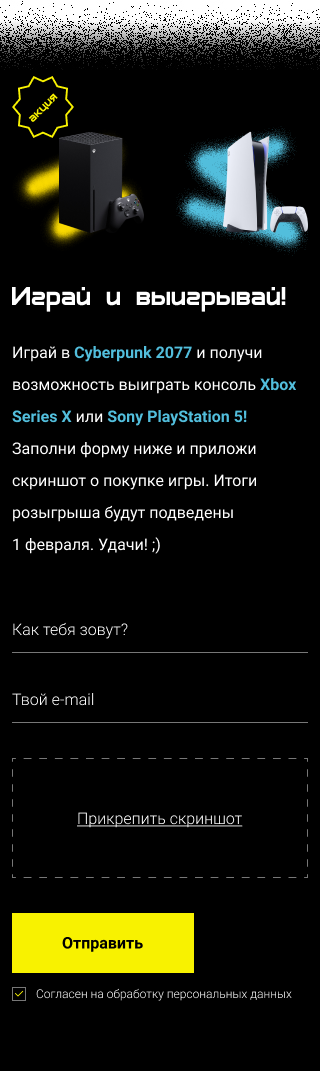 акция
Играй и выигрывай!
Играй в Cyberpunk 2077 и получи
возможность выиграть консоль Xbox
Series X или Sony PlayStation 5!
Заполни форму ниже и приложи
скриншот о покупке игры. Итоги
розыгрыша будут подведены
1 февраля. Удачи! ;)
Как тебя зовут?
Твой e-mail
Прикрепить скриншот
Отправить
Согласен на обработку персональных данных